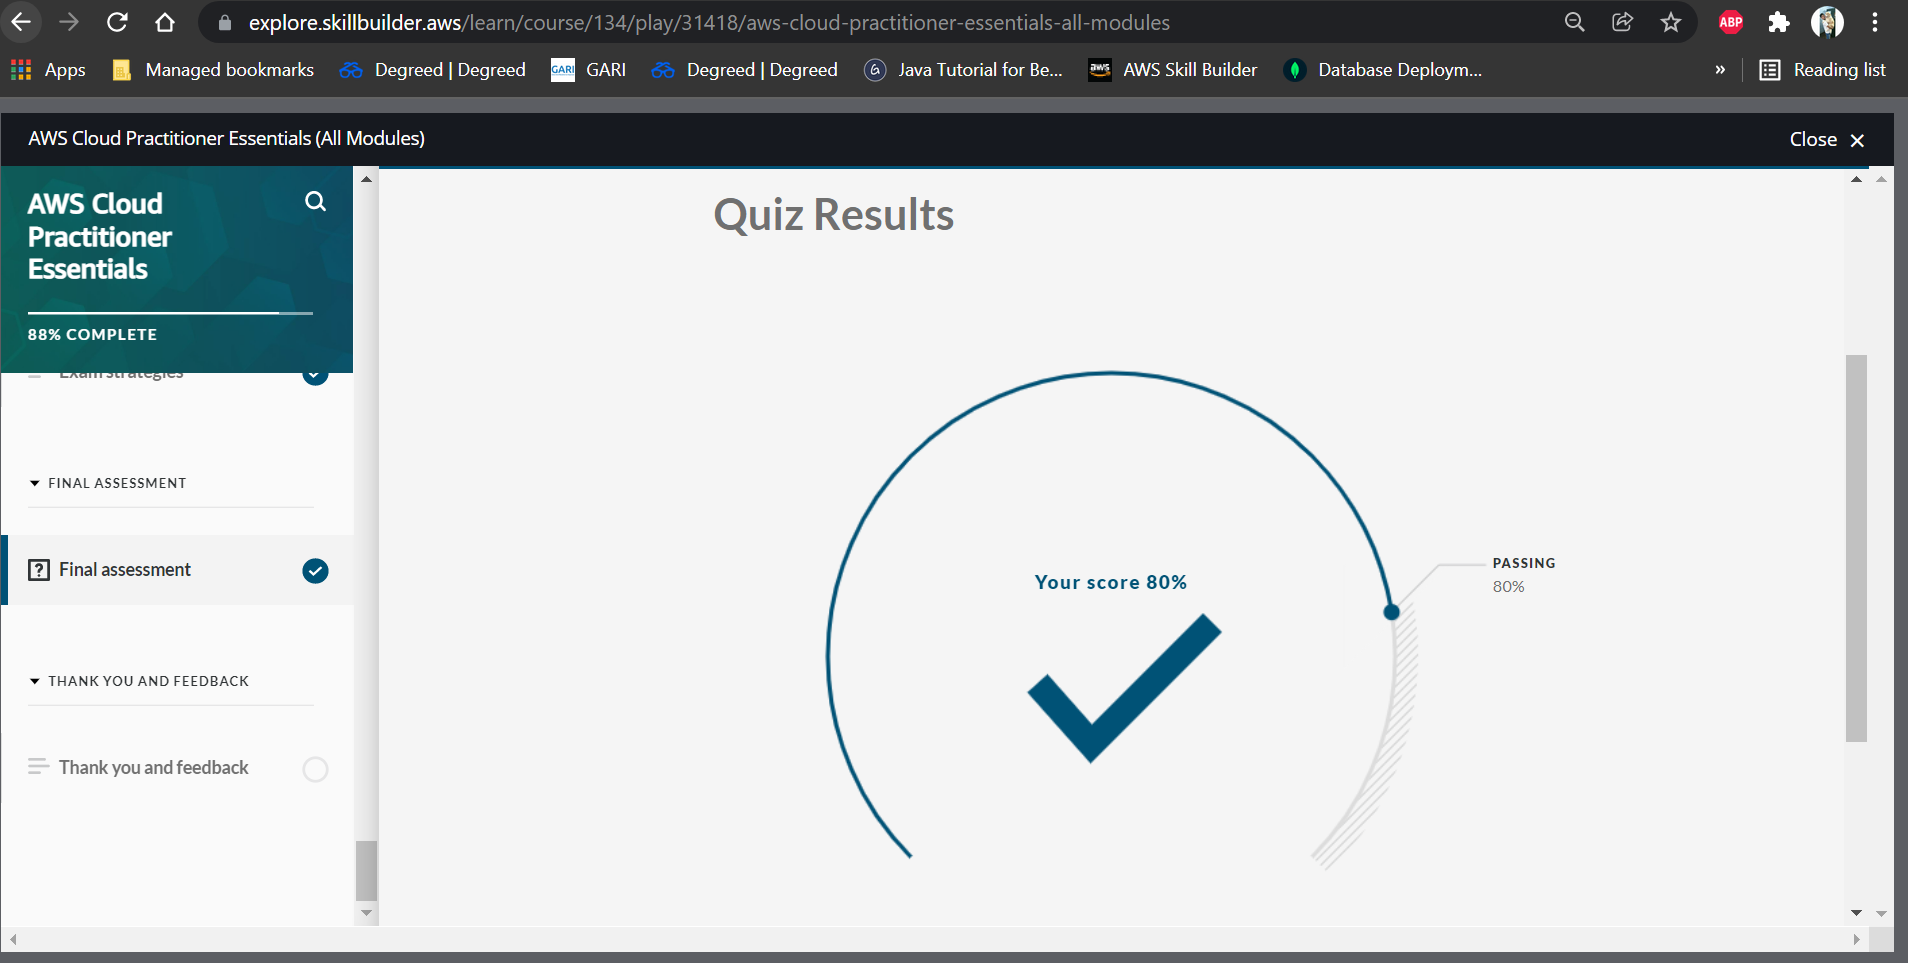 explore.skillbuilder.aws/learn/course/134/play/31418/aws-cloud-practitioner-essentials-all-modules
ABP
Apps
Managed bookmarks
Degreed | Degreed
GARI
GARI
Degreed | Degreed
Java Tutorial for Be...
aws
AWS Skill Builder
Database Deploym...
»
Reading list
AWS Cloud Practitioner Essentials (All Modules)
Close
AWS Cloud
Practitioner
Essentials
88% COMPLETE
Exam strategies
FINAL ASSESSMENT
Final assessment
THANK YOU AND FEEDBACK
Thank you and feedback
Quiz Results
Your score 80%
PASSING
80%